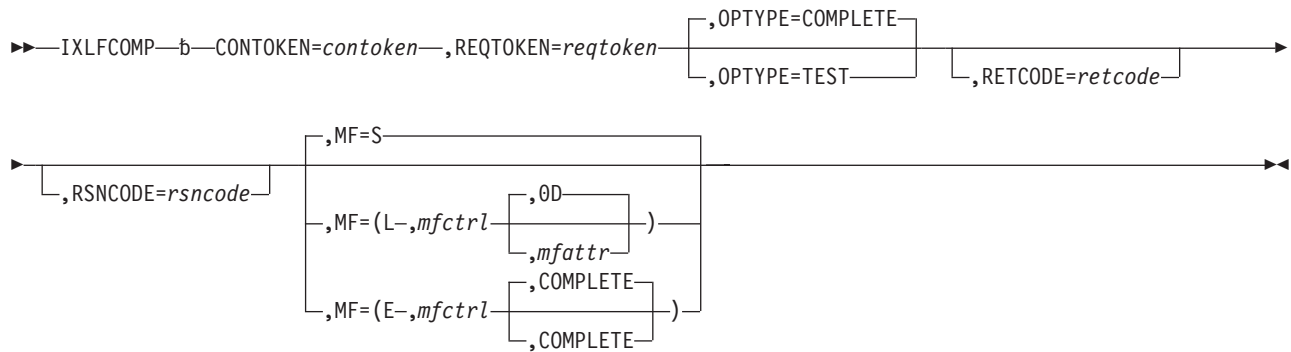 ,OPTYPE=COMPLETE
IXLFCOMP ƀ CONTOKEN=contoken ,REQTOKEN=reqtoken
,OPTYPE=TEST
,RETCODE=retcode
,MF=S
,RSNCODE=rsncode
,0D
,MF=(L ,mfctrl )
,mfattr
,COMPLETE
,MF=(E ,mfctrl )
,COMPLETE